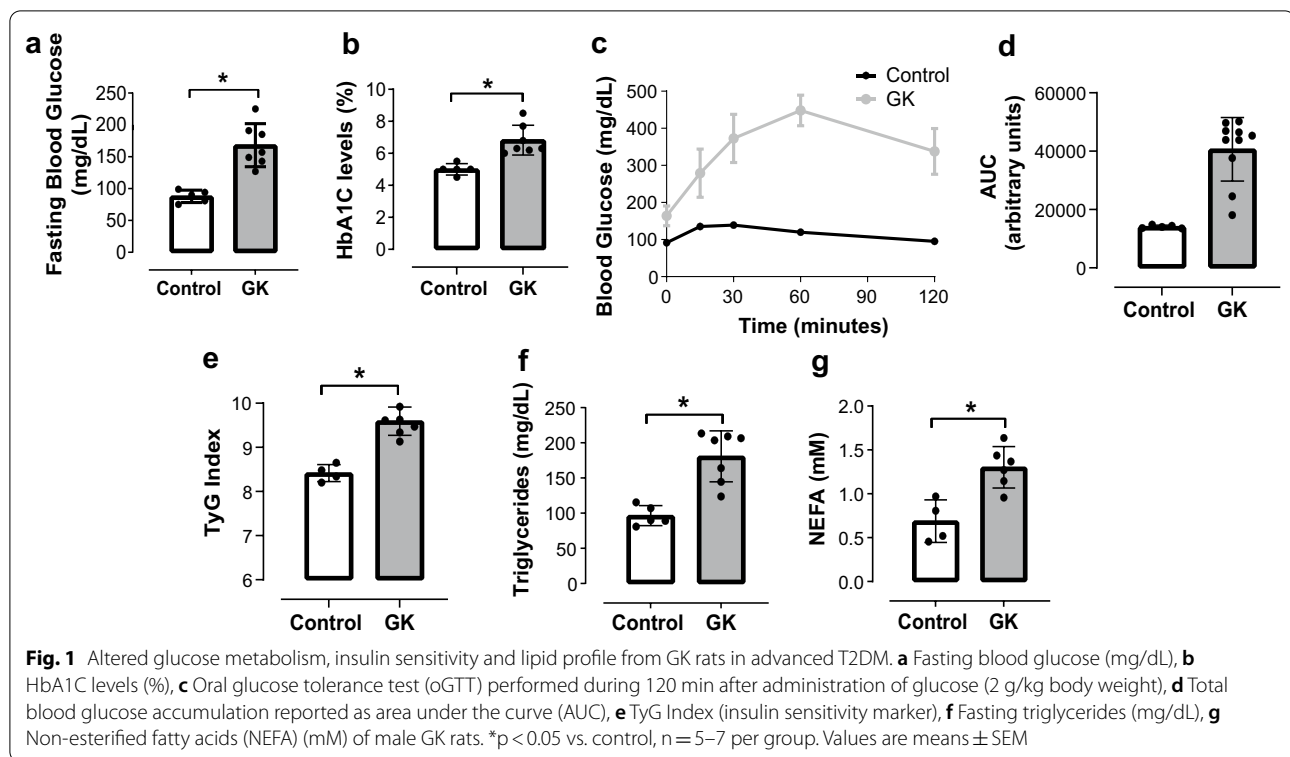 a
*
Fasting Blood Glucose
(mg/dL)
250
200
150
100
50
0
Control GK
b
*
HbA1C levels (%)
10
8
6
4
2
0
Control GK
c
Control
GK
Blood Glucose (mg/dL)
500
400
300
200
100
0
0 30 60 90 120
Time (minutes)
d
AUC
(arbitrary units)
60000
40000
20000
0
Control GK
e
*
TyG Index
10
9
8
7
6
Control GK
f
*
Triglycerides (mg/dL)
250
200
150
100
50
0
Control GK
g
*
NEFA (mM)
2.0
1.5
1.0
0.5
0.0
Control GK
Fig. 1 Altered glucose metabolism, insulin sensitivity and lipid profile from GK rats in advanced T2DM. a Fasting blood glucose (mg/dL), b
HbA1C levels (%), c Oral glucose tolerance test (oGTT) performed during 120 min after administration of glucose (2 g/kg body weight), d Total
blood glucose accumulation reported as area under the curve (AUC), e TyG Index (insulin sensitivity marker), f Fasting triglycerides (mg/dL), g
Non-esterified fatty acids (NEFA) (mM) of male GK rats. *p < 0.05 vs. control, n = 5–7 per group. Values are means ± SEM